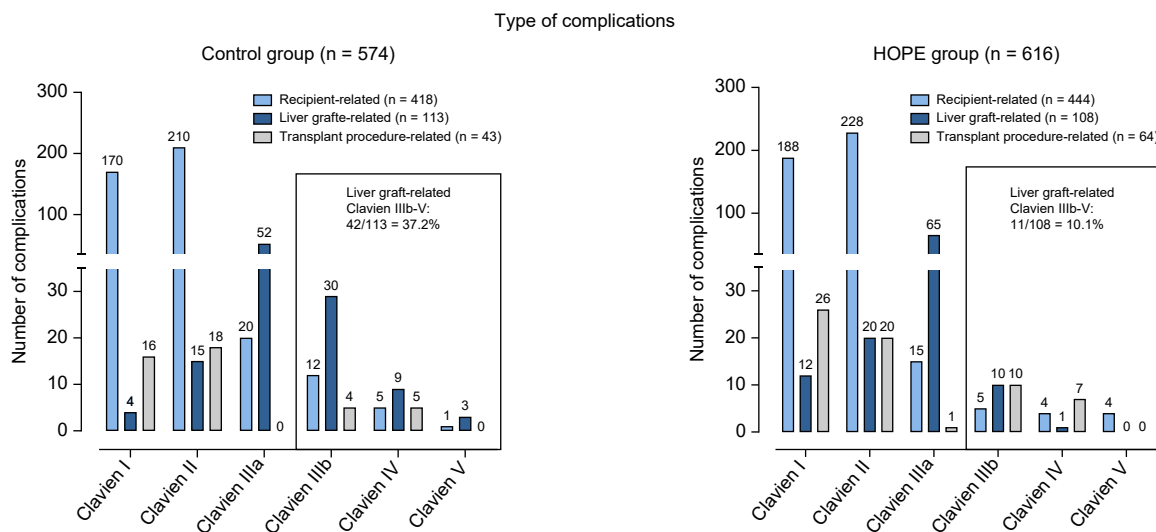 Type of complications
Control group (n = 574)
Number of complications
300
200
100
30
20
10
0
Recipient-related (n = 418)
Liver grafte-related (n = 113)
Transplant procedure-related (n = 43)
170
4
16
210
15
18
20
52
0
12
30
4
5
9
5
1
3
0
Liver graft-related
Clavien IIIb-V:
42/113 = 37.2%
Clavien I
Clavien II
Clavien IIIa
Clavien IIIb
Clavien IV
Clavien V
HOPE group (n = 616)
Number of complications
300
200
100
30
20
10
0
Recipient-related (n = 444)
Liver graft-related (n = 108)
Transplant procedure-related (n = 64)
188
12
26
228
20
20
15
65
1
5
10
10
4
1
7
4
0
0
Liver graft-related
Clavien IIIb-V:
11/108 = 10.1%
Clavien I
Clavien II
Clavien IIIa
Clavien IIIb
Clavien IV
Clavien V